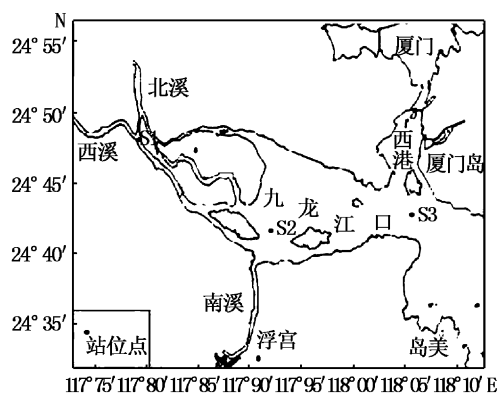 N
24° 55′
24° 50′
24° 45′
24° 40′
24° 35′
厦门
北溪
S1
西溪
西港
厦门岛
九龙江口
S2
S3
南溪
浮宫
岛美
站位点
117° 75′ 117° 80′ 117° 85′ 117° 90′ 117° 95′ 118° 00′ 118° 05′ 118° 10′ E